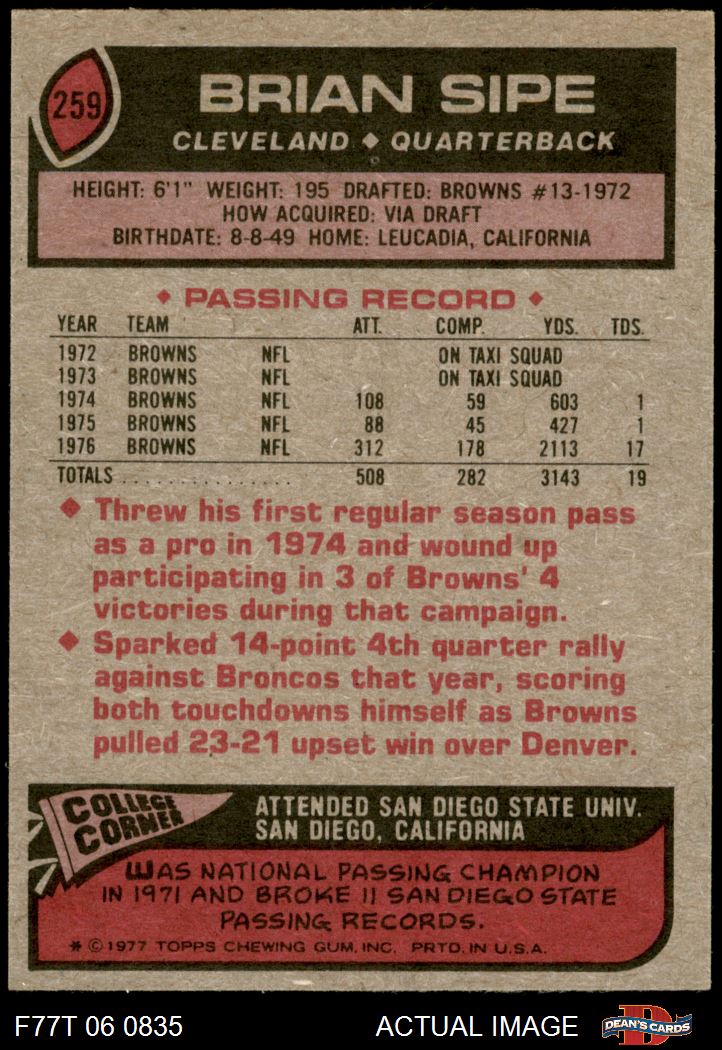 259
BRIAN SIPE
CLEVELAND ◆ QUARTERBACK
HEIGHT: 6'1" WEIGHT: 195 DRAFTED: BROWNS #13-1972
HOW ACQUIRED: VIA DRAFT
BIRTHDATE: 8-8-49 HOME: LEUCADIA, CALIFORNIA
◆ PASSING RECORD ◆
YEAR TEAM ATT. COMP. YDS. TDS.
1972 BROWNS NFL ON TAXI SQUAD
1973 BROWNS NFL ON TAXI SQUAD
1974 BROWNS NFL 108 59 603 1
1975 BROWNS NFL 88 45 427 1
1976 BROWNS NFL 312 178 2113 17
TOTALS . . . . . . . . . . . . . . . . 508 282 3143 19
◆ Threw his first regular season pass
as a pro in 1974 and wound up
participating in 3 of Browns' 4
victories during that campaign.
◆ Sparked 14-point 4th quarter rally
against Broncos that year, scoring
both touchdowns himself as Browns
pulled 23-21 upset win over Denver.
COLLEGE
CORNER
ATTENDED SAN DIEGO STATE UNIV.
SAN DIEGO, CALIFORNIA
WAS NATIONAL PASSING CHAMPION
IN 1971 AND BROKE 11 SAN DIEGO STATE
PASSING RECORDS.
* © 1977 TOPPS CHEWING GUM, INC. PRTD. IN U.S.A.
F77T 06 0835 ACTUAL IMAGE
D
DEAN'S CARDS